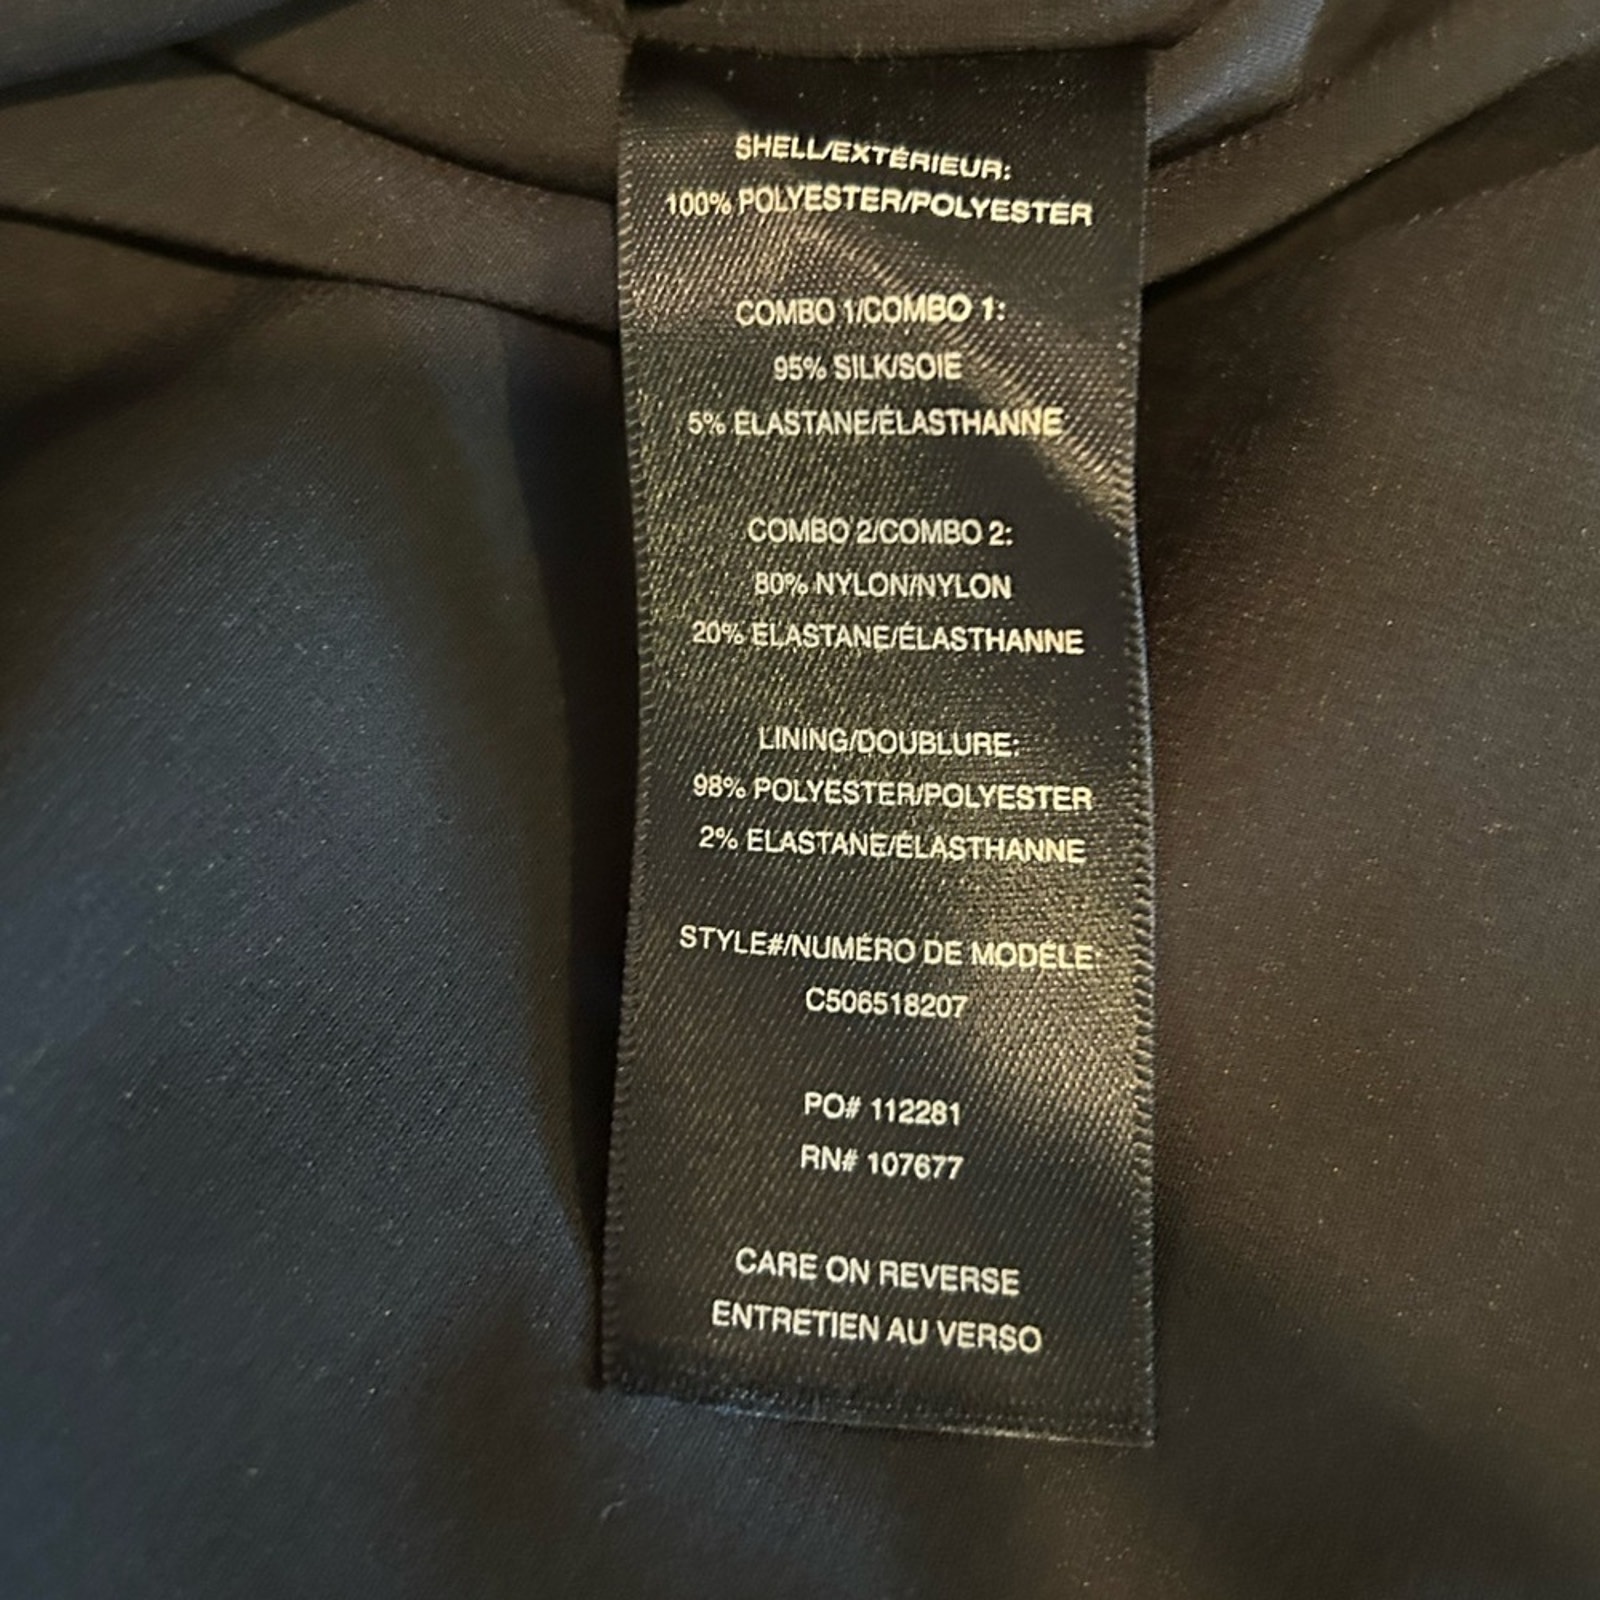 SHELL/EXTÉRIEUR:
100% POLYESTER/POLYESTER
COMBO 1/COMBO 1:
95% SILK/SOIE
5% ELASTANE/ÉLASTHANNE
COMBO 2/COMBO 2:
80% NYLON/NYLON
20% ELASTANE/ÉLASTHANNE
LINING/DOUBLURE:
98% POLYESTER/POLYESTER
2% ELASTANE/ÉLASTHANNE
STYLE#/NUMÉRO DE MODÈLE:
C506518207
PO# 112281
RN# 107677
CARE ON REVERSE
ENTRETIEN AU VERSO